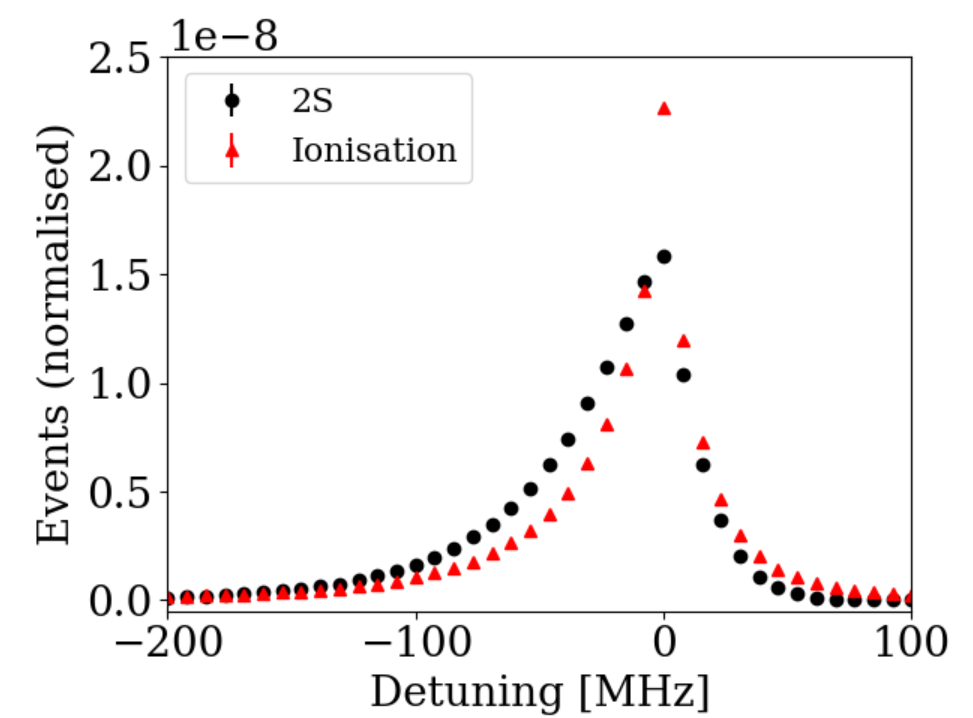 1e−8
2.5
2.0
1.5
1.0
0.5
0.0
Events (normalised)
2S
Ionisation
−200
−100
0
100
Detuning [MHz]